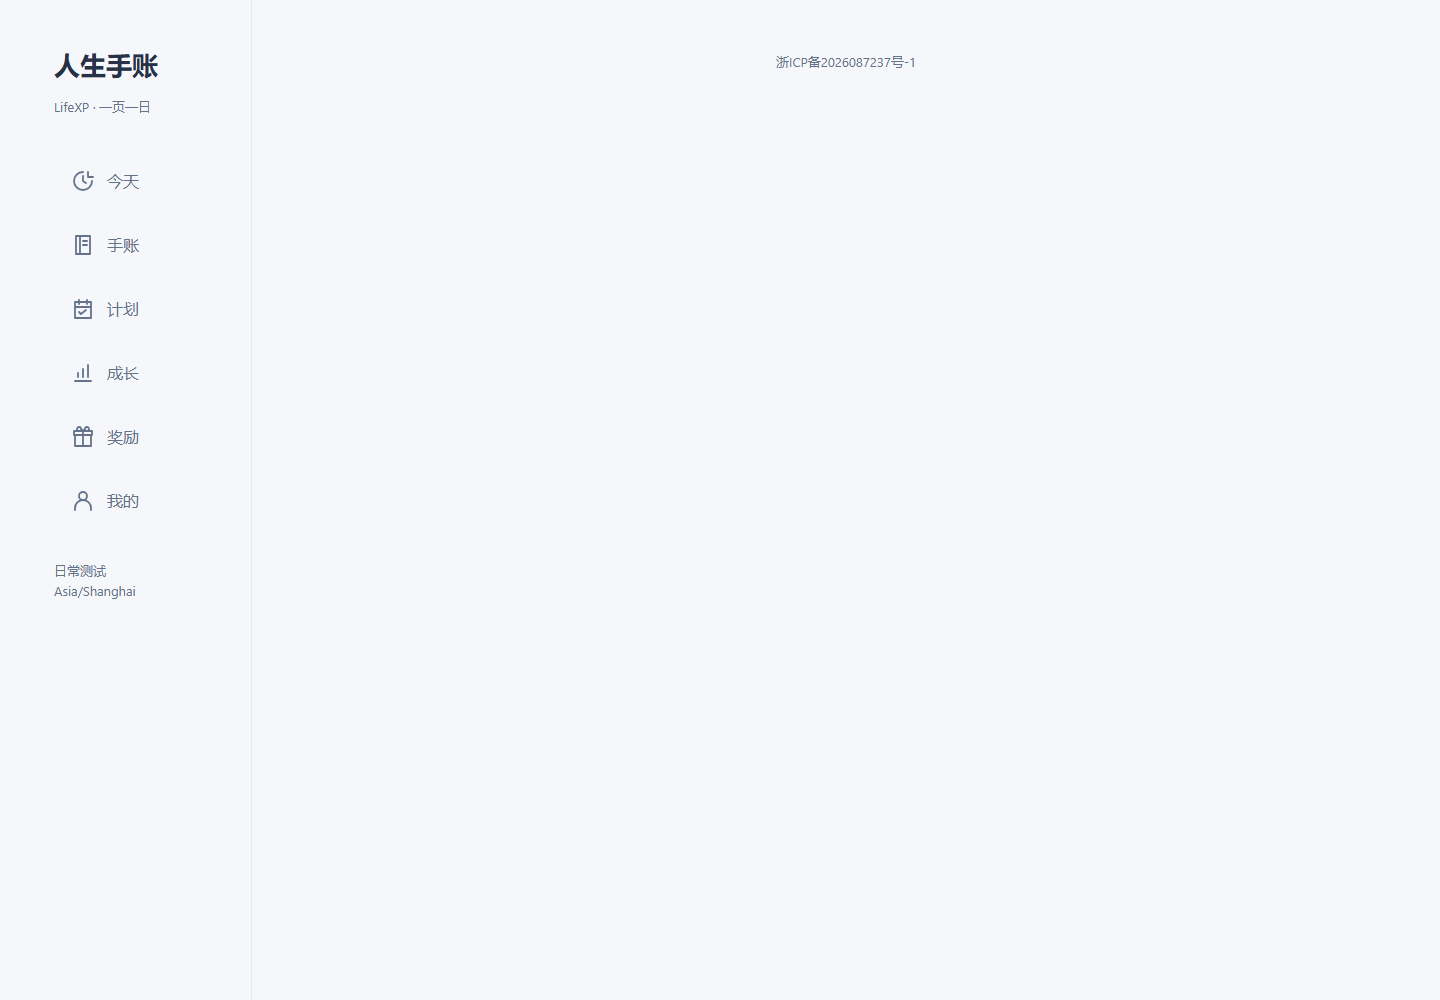 人生手账
LifeXP · 一页一日
今天
手账
计划
成长
奖励
我的
日常测试
Asia/Shanghai
浙ICP备2026087237号-1